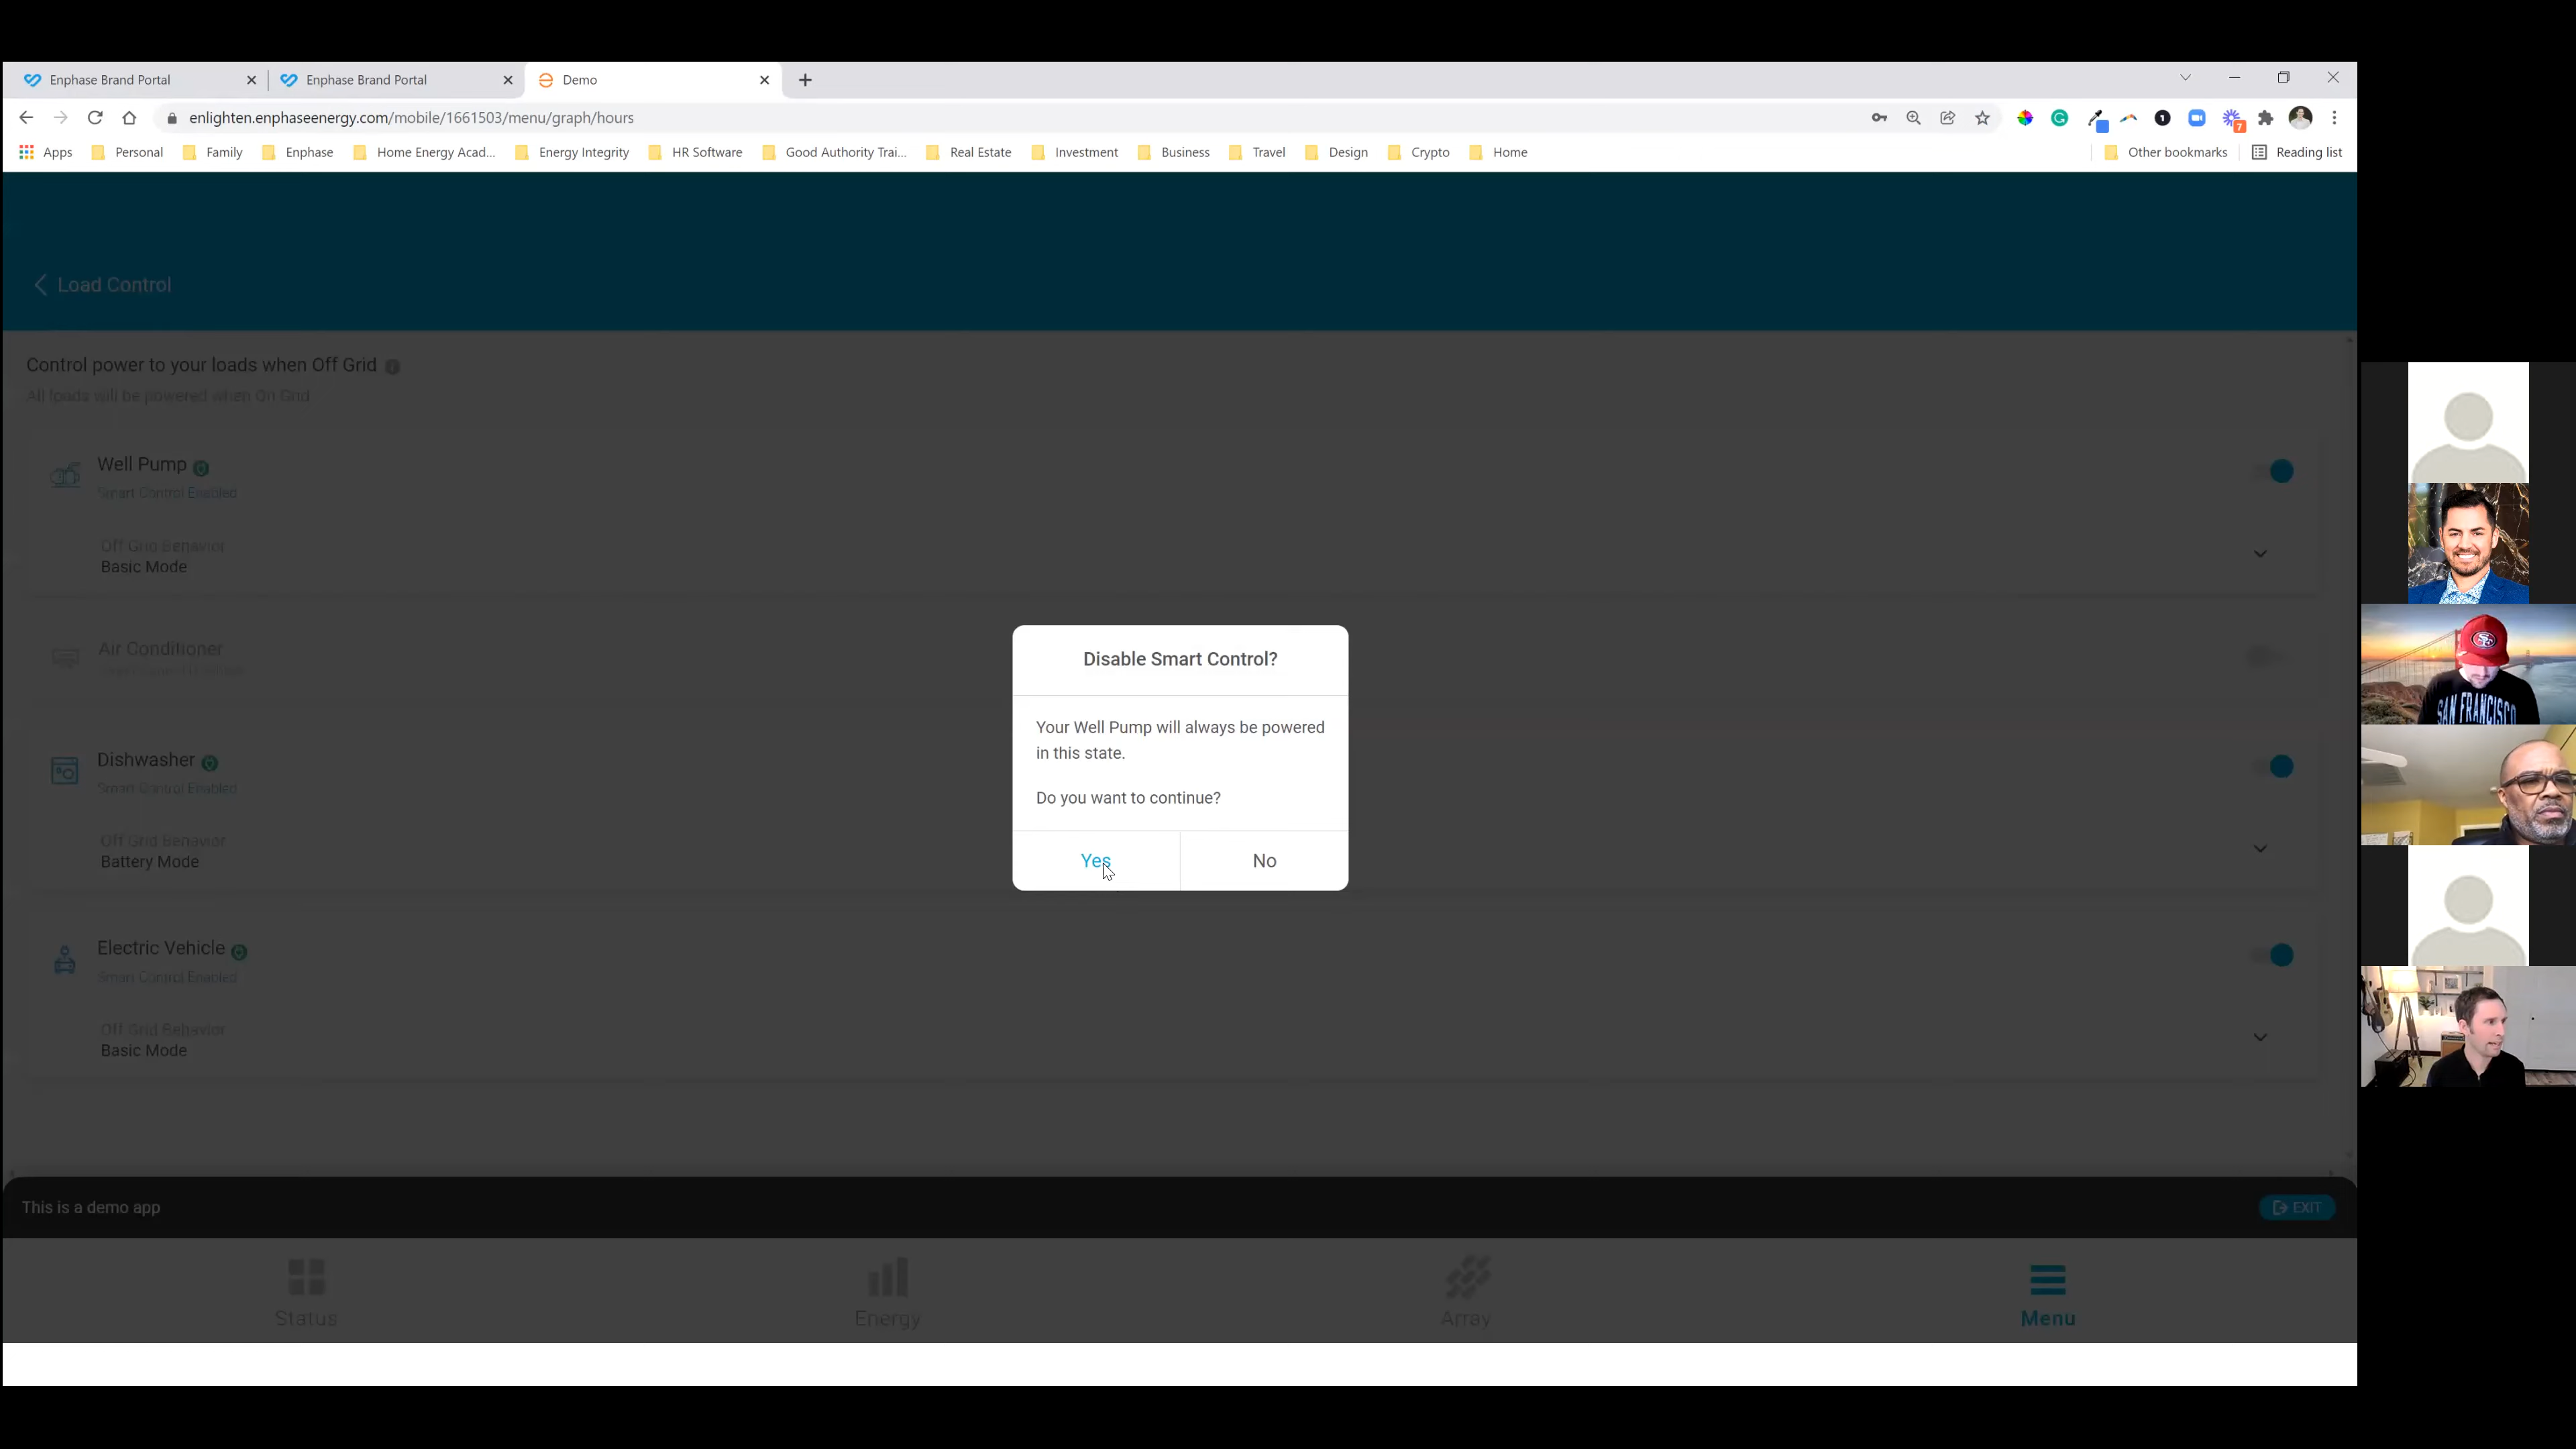 Enphase Brand Portal
Enphase Brand Portal
Demo
enlighten.enphaseenergy.com/mobile/1661503/menu/graph/hours
Apps
Personal
Family
Enphase
Home Energy Acad...
Energy Integrity
HR Software
Good Authority Trai...
Real Estate
Investment
Business
Travel
Design
Crypto
Home
Other bookmarks
Reading list
Load Control
Control power to your loads when Off Grid
All loads will be powered when On Grid
Well Pump
Smart Control Enabled
Off Grid Behavior
Basic Mode
Air Conditioner
Dishwasher
Smart Control Enabled
Off Grid Behavior
Battery Mode
Electric Vehicle
Smart Control Enabled
Off Grid Behavior
Basic Mode
Disable Smart Control?
Your Well Pump will always be powered
in this state.
Do you want to continue?
Yes
No
This is a demo app
EXIT
Status
Energy
Array
Menu
SAN FRANCISCO